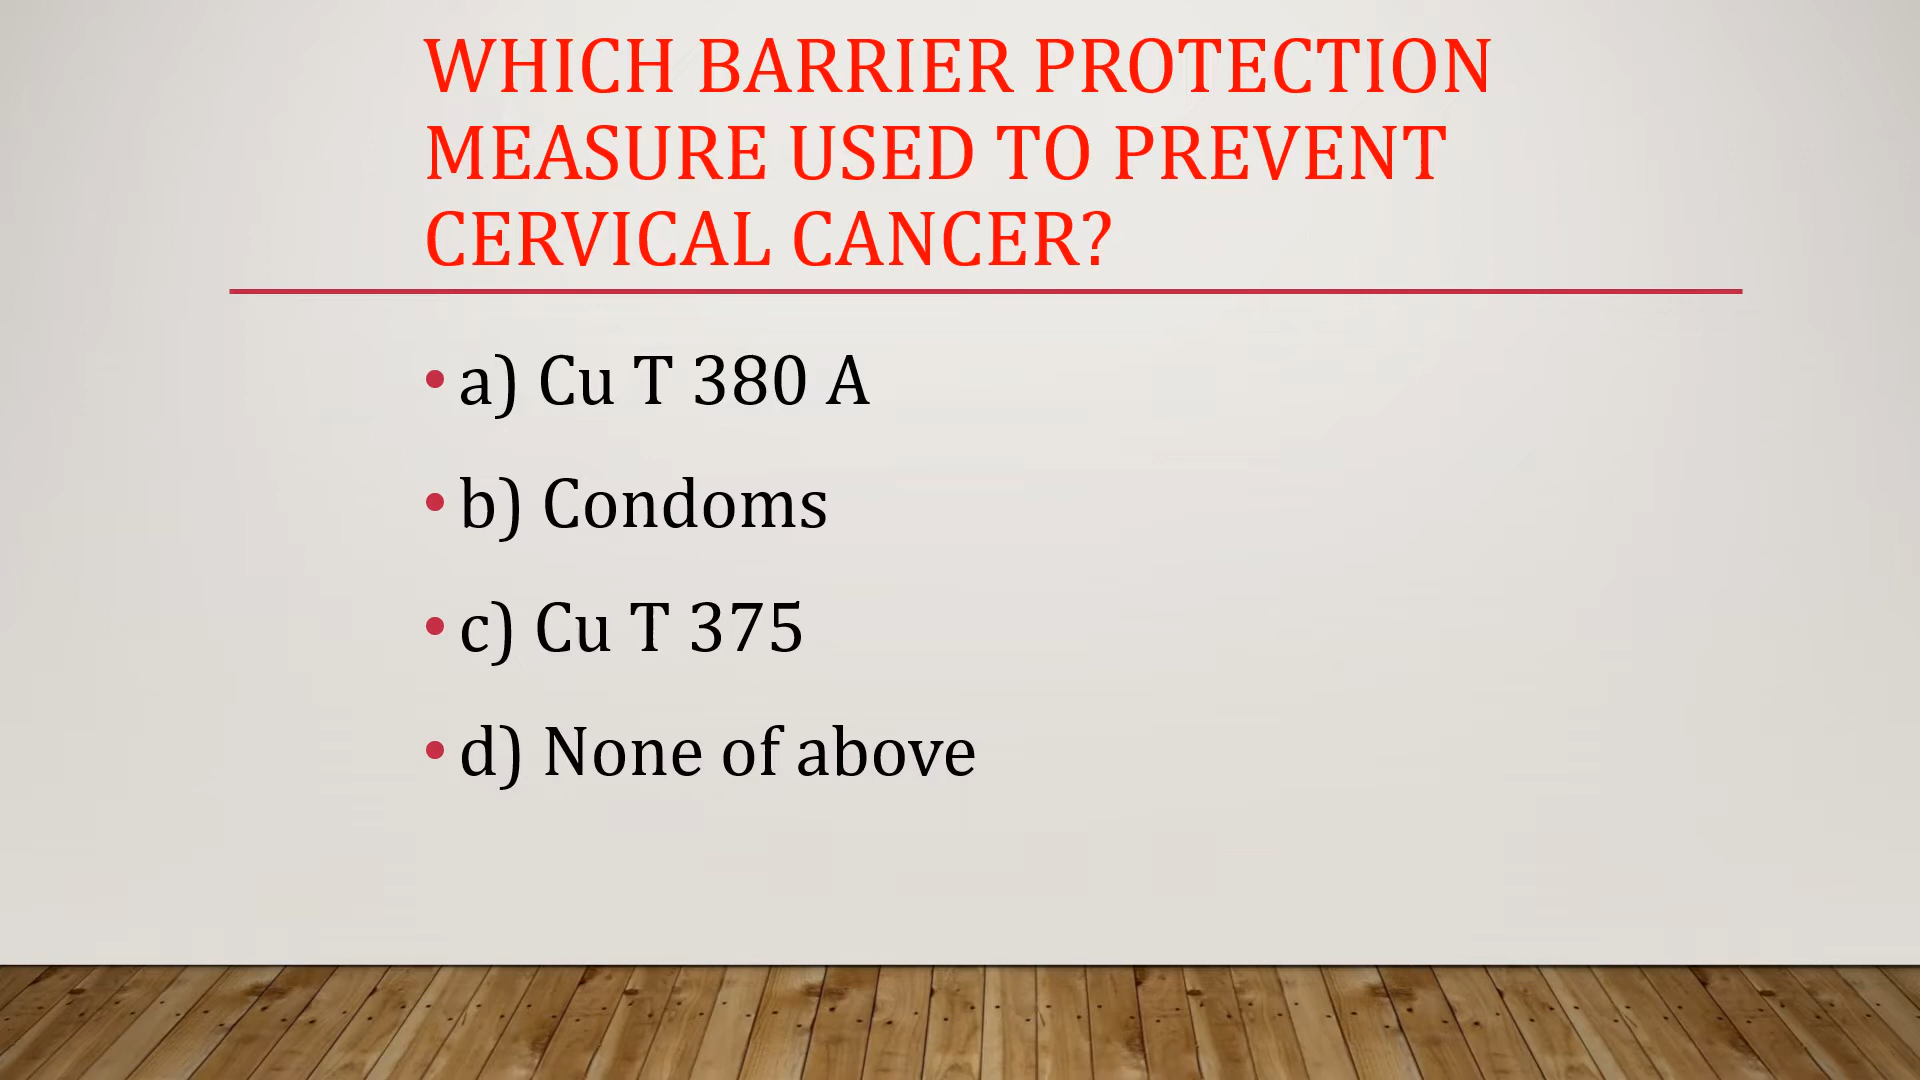 WHICH BARRIER PROTECTION
MEASURE USED TO PREVENT
CERVICAL CANCER?
• a) Cu T 380 A
• b) Condoms
• c) Cu T 375
• d) None of above